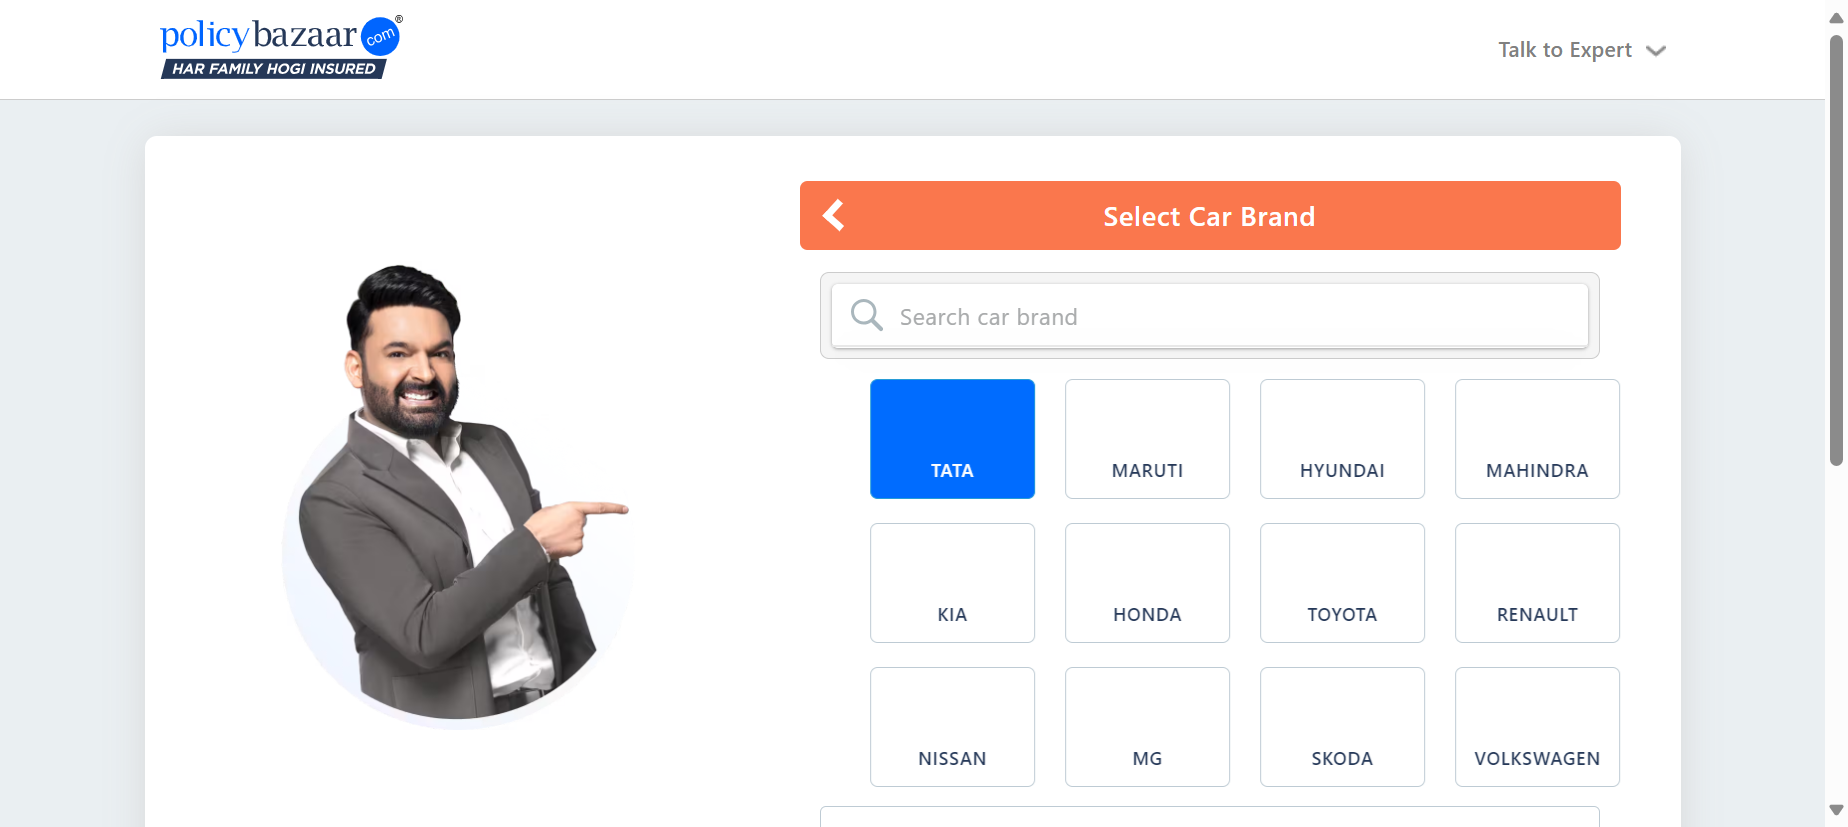 policybazaar com ®
HAR FAMILY HOGI INSURED
Talk to Expert
Select Car Brand
Search car brand
TATA
MARUTI
HYUNDAI
MAHINDRA
KIA
HONDA
TOYOTA
RENAULT
NISSAN
MG
SKODA
VOLKSWAGEN